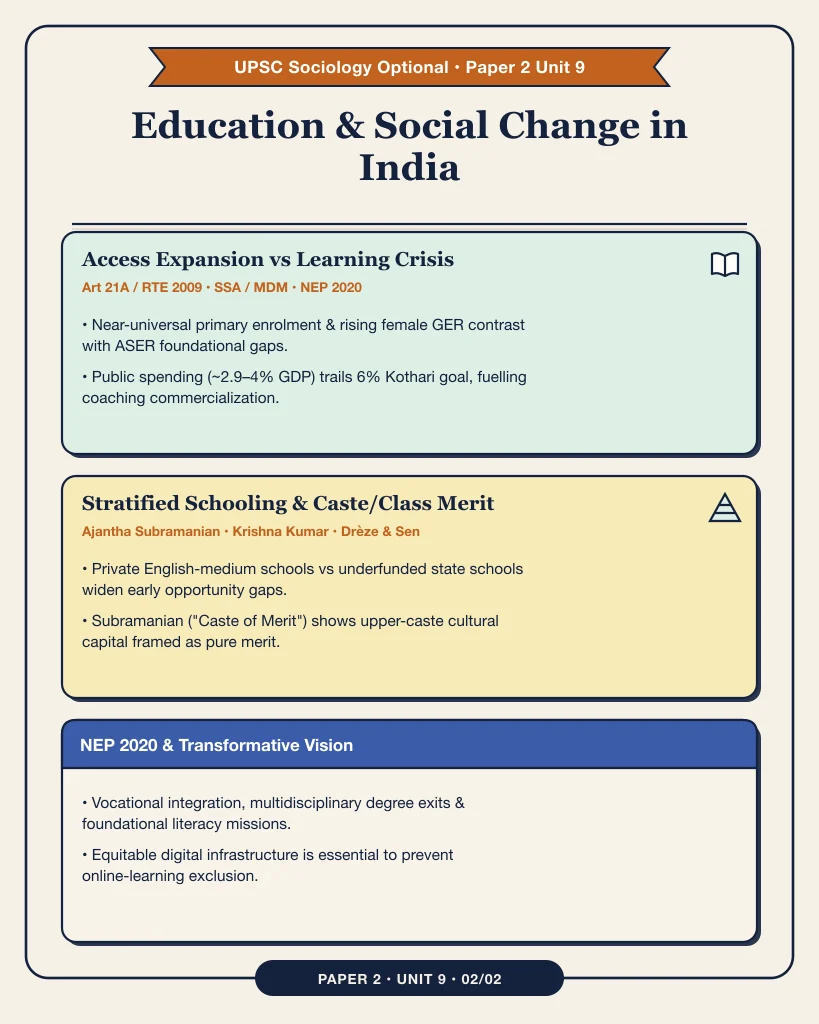 UPSC Sociology Optional • Paper 2 Unit 9
Education & Social Change in
India
Access Expansion vs Learning Crisis
Art 21A / RTE 2009 • SSA / MDM • NEP 2020
• Near-universal primary enrolment & rising female GER contrast
with ASER foundational gaps.
• Public spending (~2.9–4% GDP) trails 6% Kothari goal, fuelling
coaching commercialization.
Stratified Schooling & Caste/Class Merit
Ajantha Subramanian • Krishna Kumar • Drèze & Sen
• Private English-medium schools vs underfunded state schools
widen early opportunity gaps.
• Subramanian ("Caste of Merit") shows upper-caste cultural
capital framed as pure merit.
NEP 2020 & Transformative Vision
• Vocational integration, multidisciplinary degree exits &
foundational literacy missions.
• Equitable digital infrastructure is essential to prevent
online-learning exclusion.
PAPER 2 • UNIT 9 • 02/02